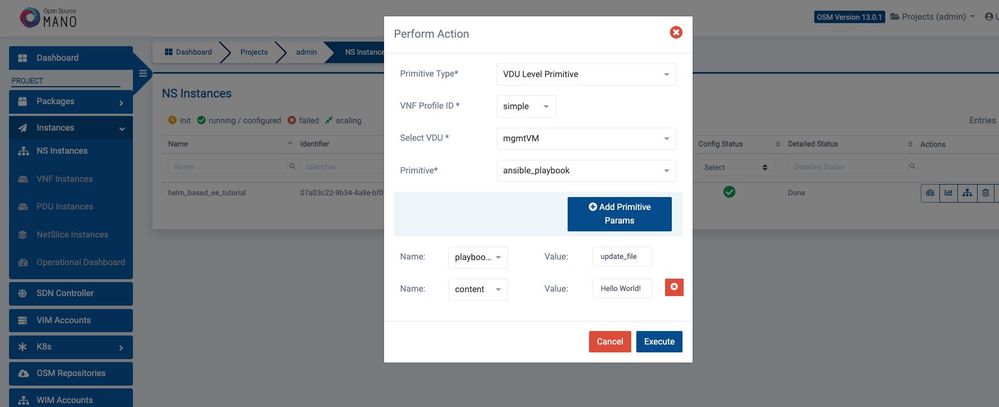 Open Source
MANO
OSM Version 13.0.1
Projects (admin)
U
Dashboard
PROJECT
Packages
Instances
NS Instances
VNF Instances
PDU Instances
NetSlice Instances
Operational Dashboard
SDN Controller
VIM Accounts
K8s
OSM Repositories
WIM Accounts
Dashboard
Projects
admin
NS Instance
NS Instances
init
running / configured
failed
scaling
Entries
Name
Identifier
Config Status
Detailed Status
Actions
Name
Identifier
Select
Detailed Status
helm_based_ee_tutorial
07a03c22-9b34-4a9e-bf0
Done
Perform Action
Primitive Type*
VDU Level Primitive
VNF Profile ID *
simple
Select VDU *
mgmtVM
Primitive*
ansible_playbook
Add Primitive
Params
Name:
playboo...
Value:
update_file
Name:
content
Value:
Hello World!
Cancel
Execute